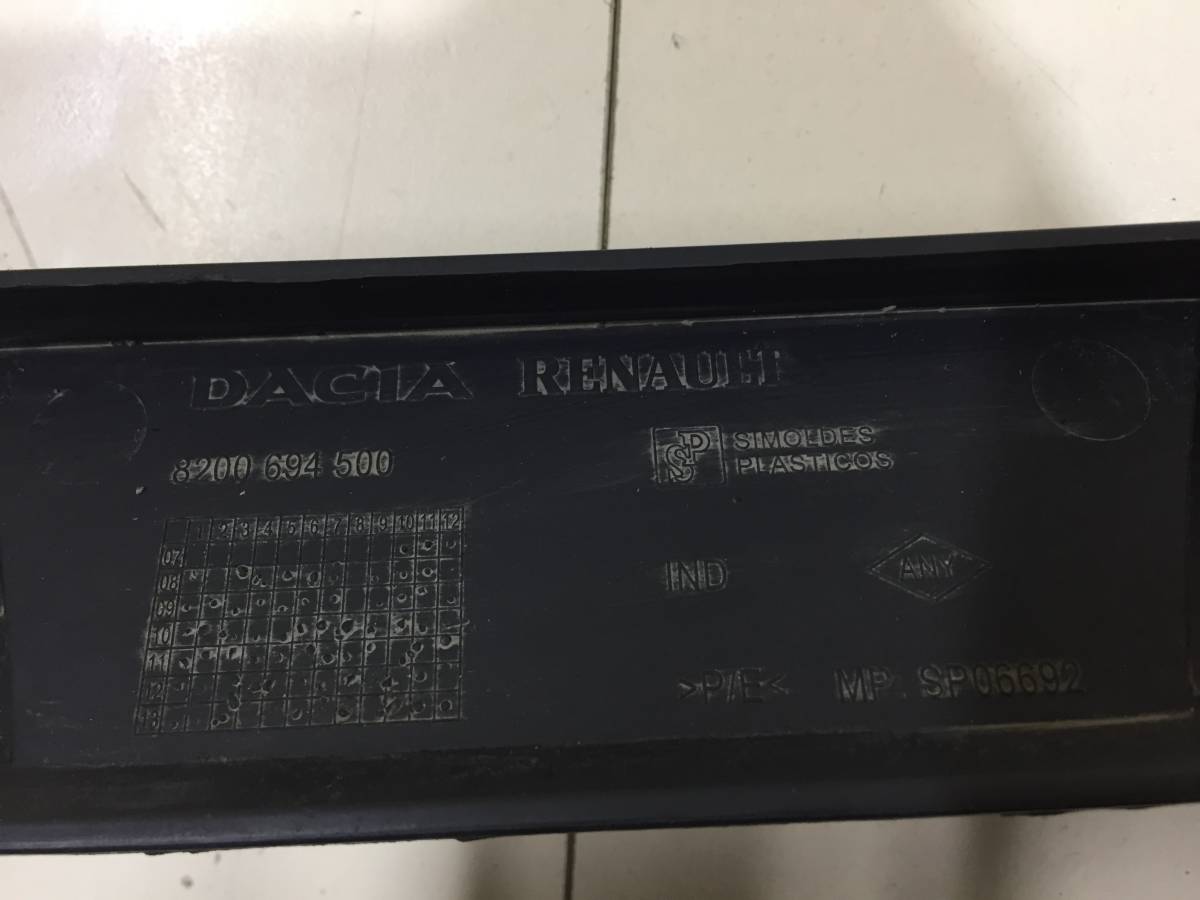 DACIA RENAULT
8200 694 500
SP SIMOLDES
PLASTICOS
1 2 3 4 5 6 7 8 9 10 11 12
07
08
09
10
11
12
13
IND
ANY
>P/E< MP. SP06692